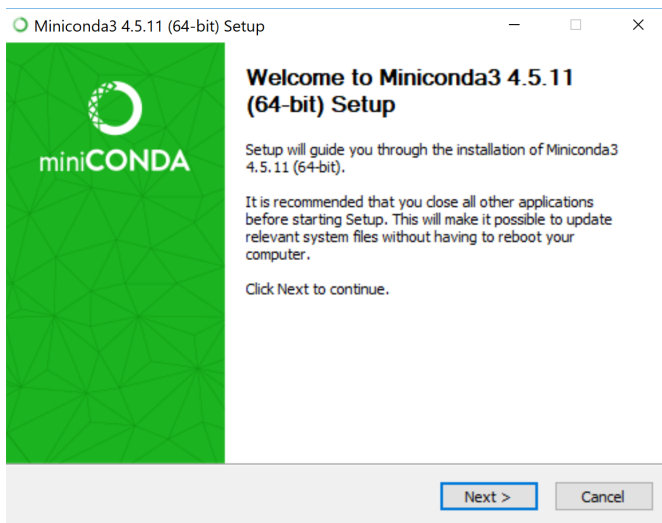 Miniconda3 4.5.11 (64-bit) Setup
miniCONDA
Welcome to Miniconda3 4.5.11
(64-bit) Setup
Setup will guide you through the installation of Miniconda3
4.5.11 (64-bit).
It is recommended that you close all other applications
before starting Setup. This will make it possible to update
relevant system files without having to reboot your
computer.
Click Next to continue.
Next >
Cancel